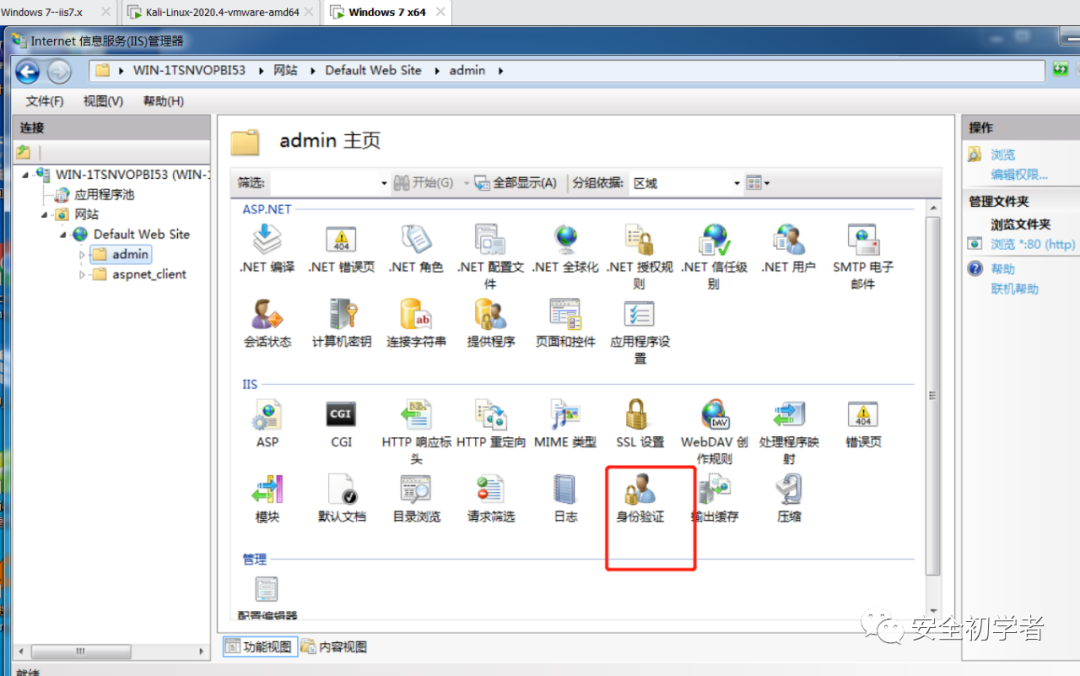 Windows 7--iis7.x
Kali-Linux-2020.4-vmware-amd64
Windows 7 x64
Internet 信息服务(IIS)管理器
WIN-1TSNVOPBI53 网站 Default Web Site admin
文件(F) 视图(V) 帮助(H)
连接
WIN-1TSNVOPBI53 (WIN-1
应用程序池
网站
Default Web Site
admin
aspnet_client
admin 主页
筛选: 开始(G) 全部显示(A) 分组依据: 区域
ASP.NET
.NET 编译 .NET 错误页 .NET 角色 .NET 配置文 .NET 全球化 .NET 授权规 .NET 信任级 .NET 用户 SMTP 电子
件 则 别 邮件
会话状态 计算机密钥 连接字符串 提供程序 页面和控件 应用程序设
置
IIS
ASP CGI HTTP 响应标 HTTP 重定向 MIME 类型 SSL 设置 WebDAV 创 处理程序映 错误页
头 作规则 射
模块 默认文档 目录浏览 请求筛选 日志 身份验证 输出缓存 压缩
管理
配置编辑器
功能视图 内容视图
操作
浏览
编辑权限...
管理文件夹
浏览文件夹
浏览 *:80 (http)
帮助
联机帮助
就绪
安全初学者